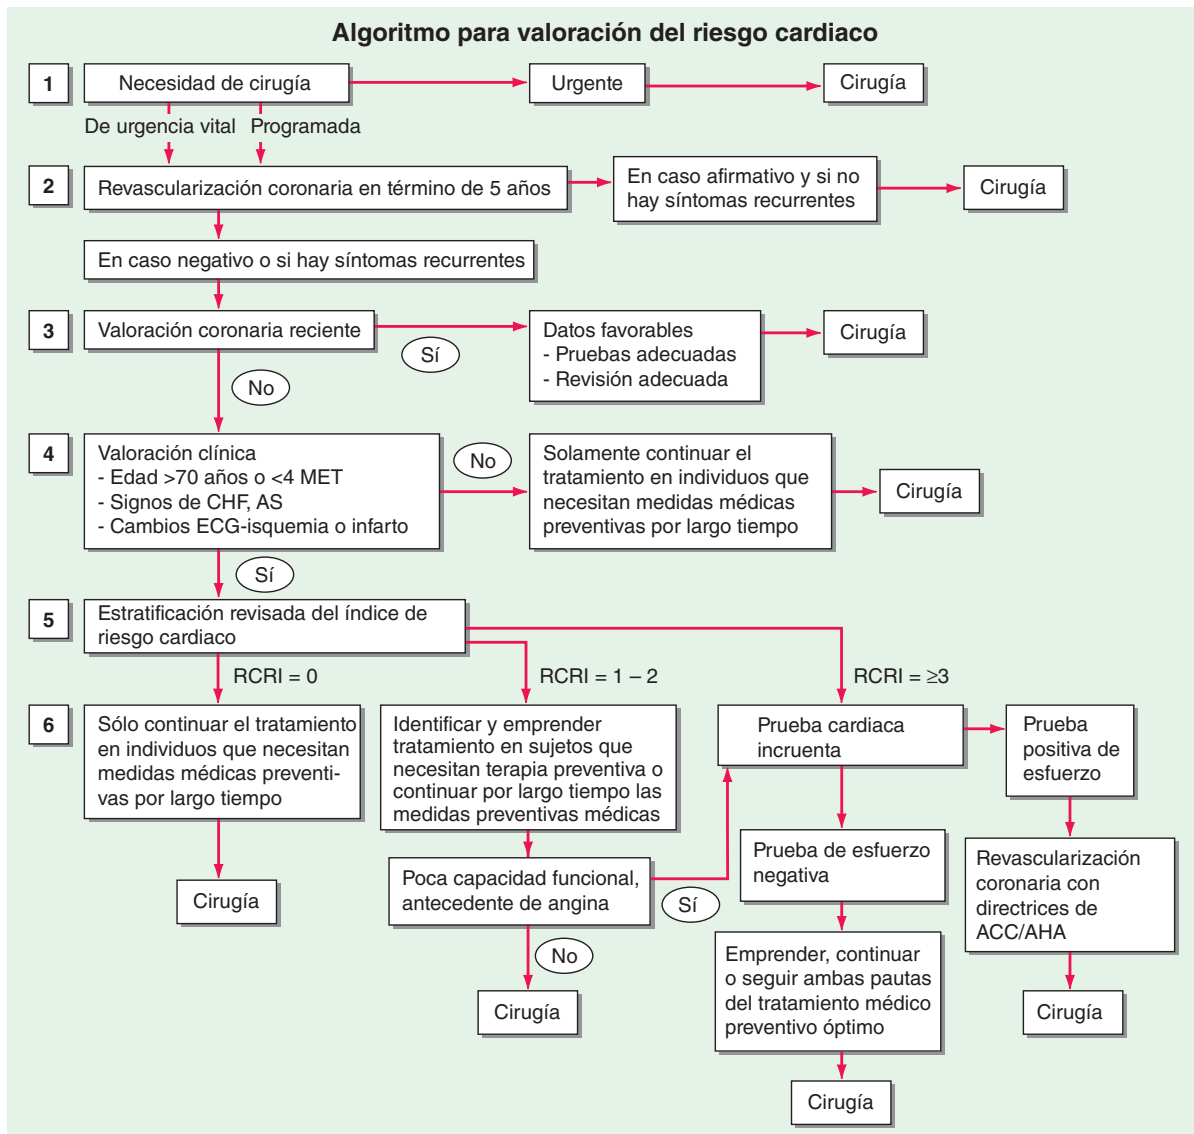 Algoritmo para valoración del riesgo cardiaco
1
Necesidad de cirugía
Urgente
Cirugía
De urgencia vital
Programada
2
Revascularización coronaria en término de 5 años
En caso afirmativo y si no
hay síntomas recurrentes
Cirugía
En caso negativo o si hay síntomas recurrentes
3
Valoración coronaria reciente
Sí
Datos favorables
- Pruebas adecuadas
- Revisión adecuada
Cirugía
No
4
Valoración clínica
- Edad >70 años o <4 MET
- Signos de CHF, AS
- Cambios ECG-isquemia o infarto
No
Solamente continuar el
tratamiento en individuos que
necesitan medidas médicas
preventivas por largo tiempo
Cirugía
Sí
5
Estratificación revisada del índice de
riesgo cardiaco
RCRI = 0
RCRI = 1 – 2
RCRI = ≥3
6
Sólo continuar el tratamiento
en individuos que necesitan
medidas médicas preventi-
vas por largo tiempo
Cirugía
Identificar y emprender
tratamiento en sujetos que
necesitan terapia preventiva o
continuar por largo tiempo las
medidas preventivas médicas
Poca capacidad funcional,
antecedente de angina
Sí
No
Cirugía
Prueba cardiaca
incruenta
Prueba de esfuerzo
negativa
Emprender, continuar
o seguir ambas pautas
del tratamiento médico
preventivo óptimo
Cirugía
Prueba
positiva de
esfuerzo
Revascularización
coronaria con
directrices de
ACC/AHA
Cirugía